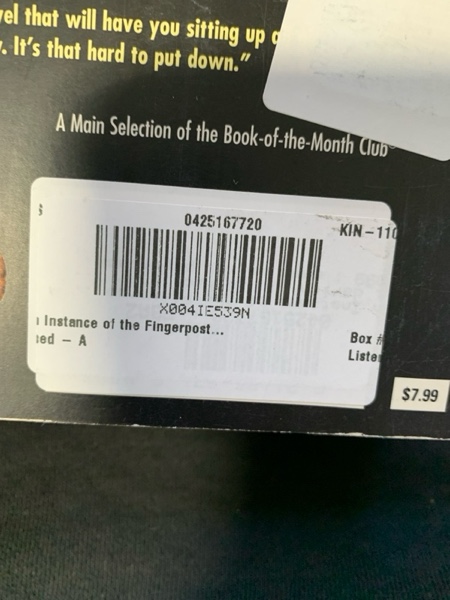 vel that will have you sitting up a
. It's that hard to put down."
A Main Selection of the Book-of-the-Month Club
s
0425167720
KIN-110
X004IE539N
Instance of the Fingerpost...
ed - A
Box #
Liste
$7.99